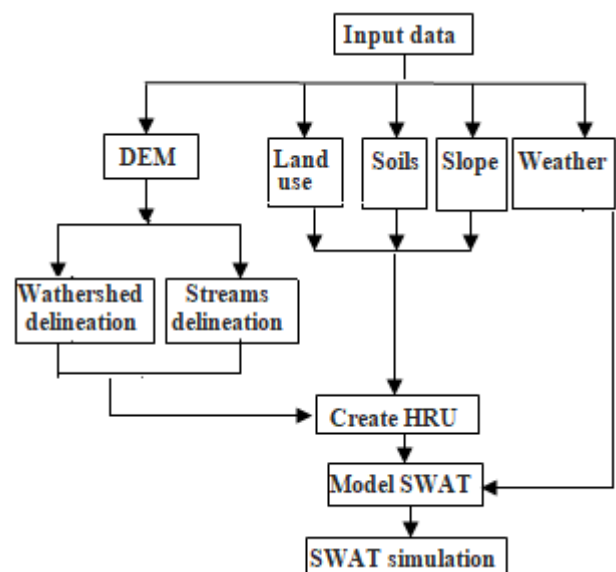 Input data
DEM
Land
use
Soils
Slope
Weather
Wathershed
delineation
Streams
delineation
Create HRU
Model SWAT
SWAT simulation